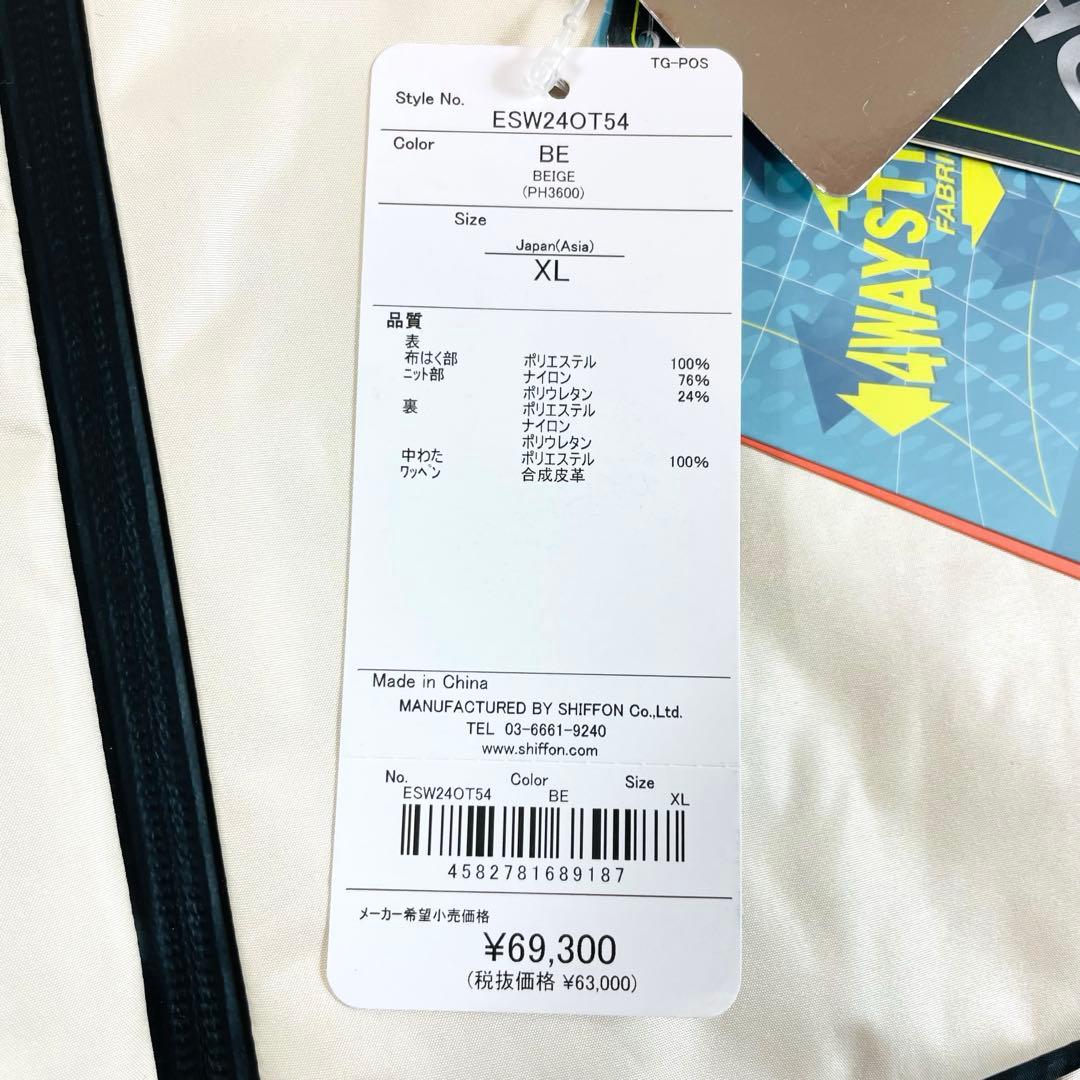 TG-POS
Style No.
ESW24OT54
Color
BE
BEIGE
(PH3600)
Size
Japan(Asia)
XL
品質
表
布はく部 ポリエステル 100%
ニット部 ナイロン 76%
ポリウレタン 24%
裏 ポリエステル
ナイロン
ポリウレタン
中わた ポリエステル 100%
ワッペン 合成皮革
Made in China
MANUFACTURED BY SHIFFON Co.,Ltd.
TEL 03-6661-9240
www.shiffon.com
No. Color Size
ESW24OT54 BE XL
4582781689187
メーカー希望小売価格
¥69,300
(税抜価格 ¥63,000)